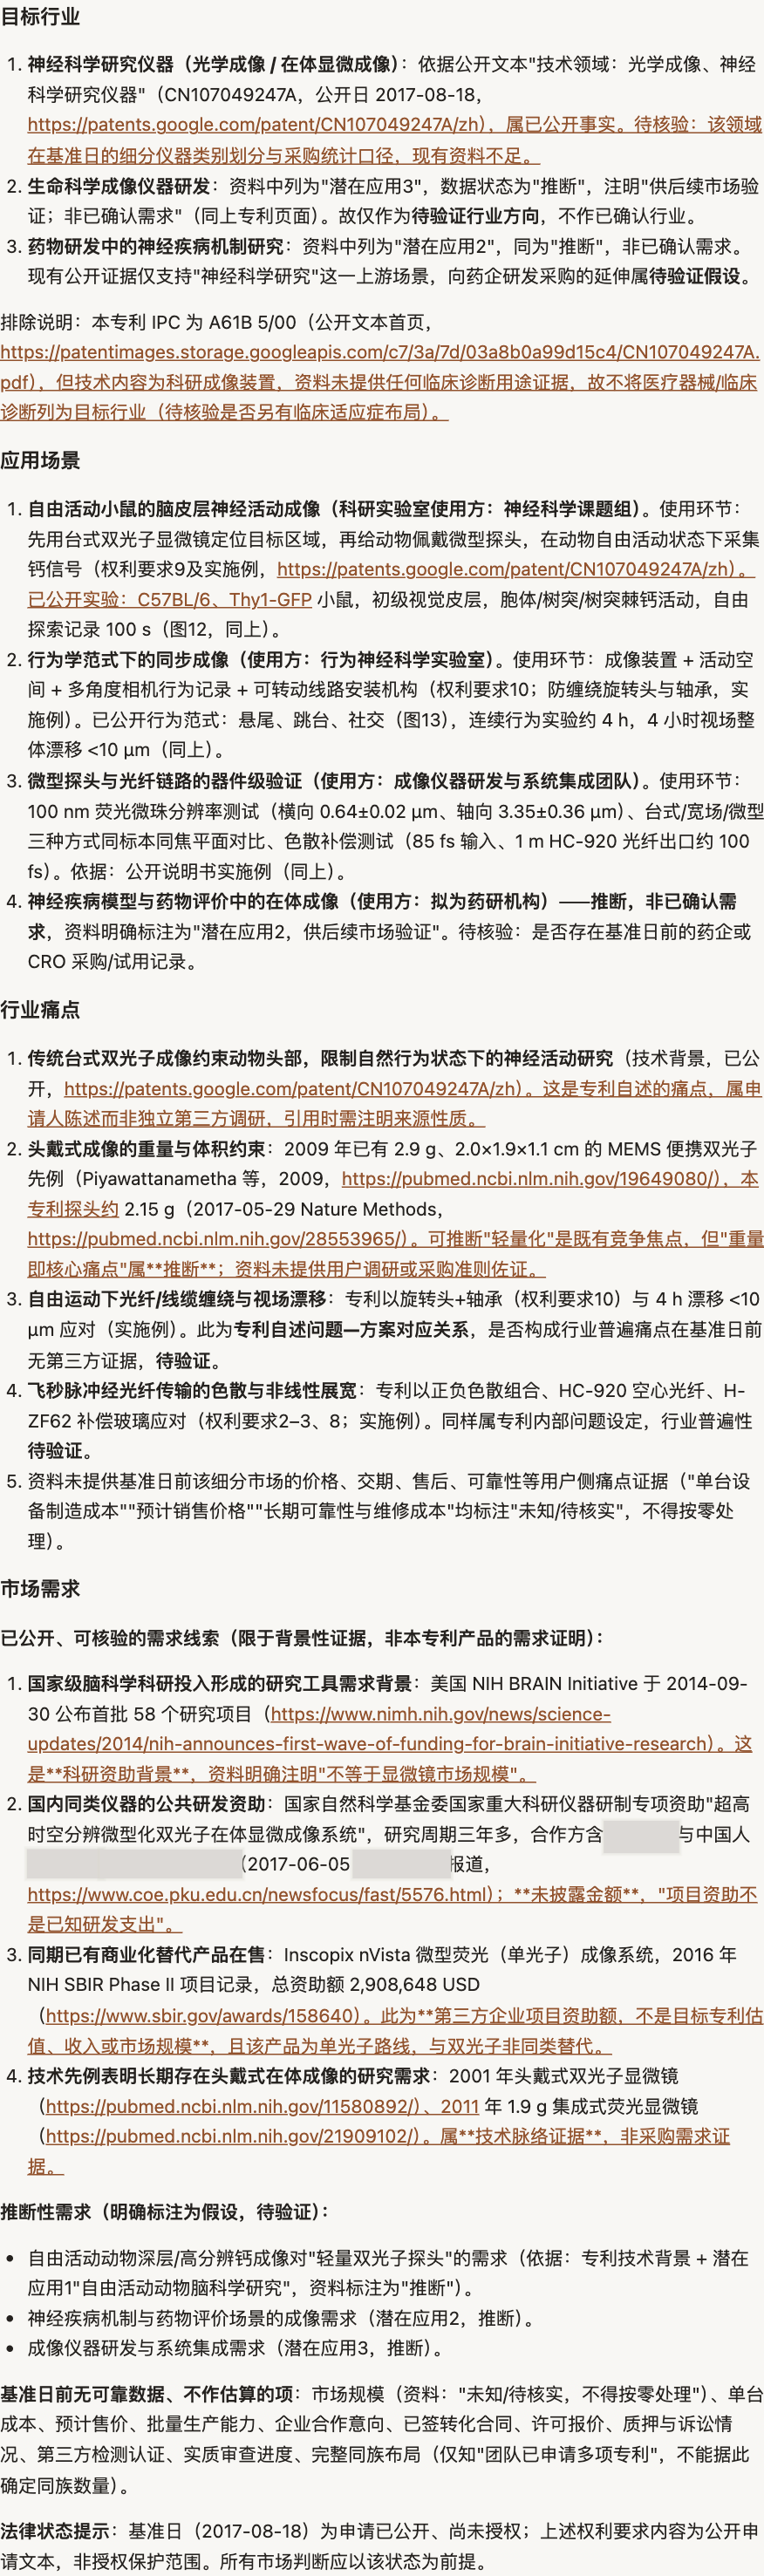 目标行业
1. 神经科学研究仪器（光学成像 / 在体显微成像）：依据公开文本"技术领域：光学成像、神经
科学研究仪器"（CN107049247A，公开日 2017-08-18，
https://patents.google.com/patent/CN107049247A/zh），属已公开事实。待核验：该领域
在基准日的细分仪器类别划分与采购统计口径，现有资料不足。
2. 生命科学成像仪器研发：资料中列为"潜在应用3"，数据状态为"推断"，注明"供后续市场验
证；非已确认需求"（同上专利页面）。故仅作为待验证行业方向，不作已确认行业。
3. 药物研发中的神经疾病机制研究：资料中列为"潜在应用2"，同为"推断"，非已确认需求。
现有公开证据仅支持"神经科学研究"这一上游场景，向药企研发采购的延伸属待验证假设。
排除说明：本专利 IPC 为 A61B 5/00（公开文本首页，
https://patentimages.storage.googleapis.com/c7/3a/7d/03a8b0a99d15c4/CN107049247A.
pdf），但技术内容为科研成像装置，资料未提供任何临床诊断用途证据，故不将医疗器械/临床
诊断列为目标行业（待核验是否另有临床适应症布局）。
应用场景
1. 自由活动小鼠的脑皮层神经活动成像（科研实验室使用方：神经科学课题组）。使用环节：
先用台式双光子显微镜定位目标区域，再给动物佩戴微型探头，在动物自由活动状态下采集
钙信号（权利要求9及实施例，https://patents.google.com/patent/CN107049247A/zh）。
已公开实验：C57BL/6、Thy1-GFP 小鼠，初级视觉皮层，胞体/树突/树突棘钙活动，自由
探索记录 100 s（图12，同上）。
2. 行为学范式下的同步成像（使用方：行为神经科学实验室）。使用环节：成像装置 + 活动空
间 + 多角度相机行为记录 + 可转动线路安装机构（权利要求10；防缠绕旋转头与轴承，实
施例）。已公开行为范式：悬尾、跳台、社交（图13），连续行为实验约 4 h，4 小时视场整
体漂移 <10 μm（同上）。
3. 微型探头与光纤链路的器件级验证（使用方：成像仪器研发与系统集成团队）。使用环节：
100 nm 荧光微珠分辨率测试（横向 0.64±0.02 μm、轴向 3.35±0.36 μm）、台式/宽场/微型
三种方式同标本同焦平面对比、色散补偿测试（85 fs 输入、1 m HC-920 光纤出口约 100
fs）。依据：公开说明书实施例（同上）。
4. 神经疾病模型与药物评价中的在体成像（使用方：拟为药研机构）——推断，非已确认需
求，资料明确标注为"潜在应用2，供后续市场验证"。待核验：是否存在基准日前的药企或
CRO 采购/试用记录。
行业痛点
1. 传统台式双光子成像约束动物头部，限制自然行为状态下的神经活动研究（技术背景，已公
开，https://patents.google.com/patent/CN107049247A/zh）。这是专利自述的痛点，属申
请人陈述而非独立第三方调研，引用时需注明来源性质。
2. 头戴式成像的重量与体积约束：2009 年已有 2.9 g、2.0×1.9×1.1 cm 的 MEMS 便携双光子
先例（Piyawattanametha 等，2009，https://pubmed.ncbi.nlm.nih.gov/19649080/），本
专利探头约 2.15 g（2017-05-29 Nature Methods，
https://pubmed.ncbi.nlm.nih.gov/28553965/）。可推断"轻量化"是既有竞争焦点，但"重量
即核心痛点"属**推断**；资料未提供用户调研或采购准则佐证。
3. 自由运动下光纤/线缆缠绕与视场漂移：专利以旋转头+轴承（权利要求10）与 4 h 漂移 <10
μm 应对（实施例）。此为专利自述问题—方案对应关系，是否构成行业普遍痛点在基准日前
无第三方证据，待验证。
4. 飞秒脉冲经光纤传输的色散与非线性展宽：专利以正负色散组合、HC-920 空心光纤、H-
ZF62 补偿玻璃应对（权利要求2–3、8；实施例）。同样属专利内部问题设定，行业普遍性
待验证。
5. 资料未提供基准日前该细分市场的价格、交期、售后、可靠性等用户侧痛点证据（"单台设
备制造成本""预计销售价格""长期可靠性与维修成本"均标注"未知/待核实"，不得按零处
理）。
市场需求
已公开、可核验的需求线索（限于背景性证据，非本专利产品的需求证明）：
1. 国家级脑科学科研投入形成的研究工具需求背景：美国 NIH BRAIN Initiative 于 2014-09-
30 公布首批 58 个研究项目（https://www.nimh.nih.gov/news/science-
updates/2014/nih-announces-first-wave-of-funding-for-brain-initiative-research）。这
是**科研资助背景**，资料明确注明"不等于显微镜市场规模"。
2. 国内同类仪器的公共研发资助：国家自然科学基金委国家重大科研仪器研制专项资助"超高
时空分辨微型化双光子在体显微成像系统"，研究周期三年多，合作方含 与中国人
（2017-06-05 报道，
https://www.coe.pku.edu.cn/newsfocus/fast/5576.html）；**未披露金额**，"项目资助不
是已知研发支出"。
3. 同期已有商业化替代产品在售：Inscopix nVista 微型荧光（单光子）成像系统，2016 年
NIH SBIR Phase II 项目记录，总资助额 2,908,648 USD
（https://www.sbir.gov/awards/158640）。此为**第三方企业项目资助额，不是目标专利估
值、收入或市场规模**，且该产品为单光子路线，与双光子非同类替代。
4. 技术先例表明长期存在头戴式在体成像的研究需求：2001 年头戴式双光子显微镜
（https://pubmed.ncbi.nlm.nih.gov/11580892/）、2011 年 1.9 g 集成式荧光显微镜
（https://pubmed.ncbi.nlm.nih.gov/21909102/）。属**技术脉络证据**，非采购需求证
据。
推断性需求（明确标注为假设，待验证）：
• 自由活动动物深层/高分辨钙成像对"轻量双光子探头"的需求（依据：专利技术背景 + 潜在
应用1"自由活动动物脑科学研究"，资料标注为"推断"）。
• 神经疾病机制与药物评价场景的成像需求（潜在应用2，推断）。
• 成像仪器研发与系统集成需求（潜在应用3，推断）。
基准日前无可靠数据、不作估算的项：市场规模（资料："未知/待核实，不得按零处理"）、单台
成本、预计售价、批量生产能力、企业合作意向、已签转化合同、许可报价、质押与诉讼情
况、第三方检测认证、实质审查进度、完整同族布局（仅知"团队已申请多项专利"，不能据此
确定同族数量）。
法律状态提示：基准日（2017-08-18）为申请已公开、尚未授权；上述权利要求内容为公开申
请文本，非授权保护范围。所有市场判断应以该状态为前提。